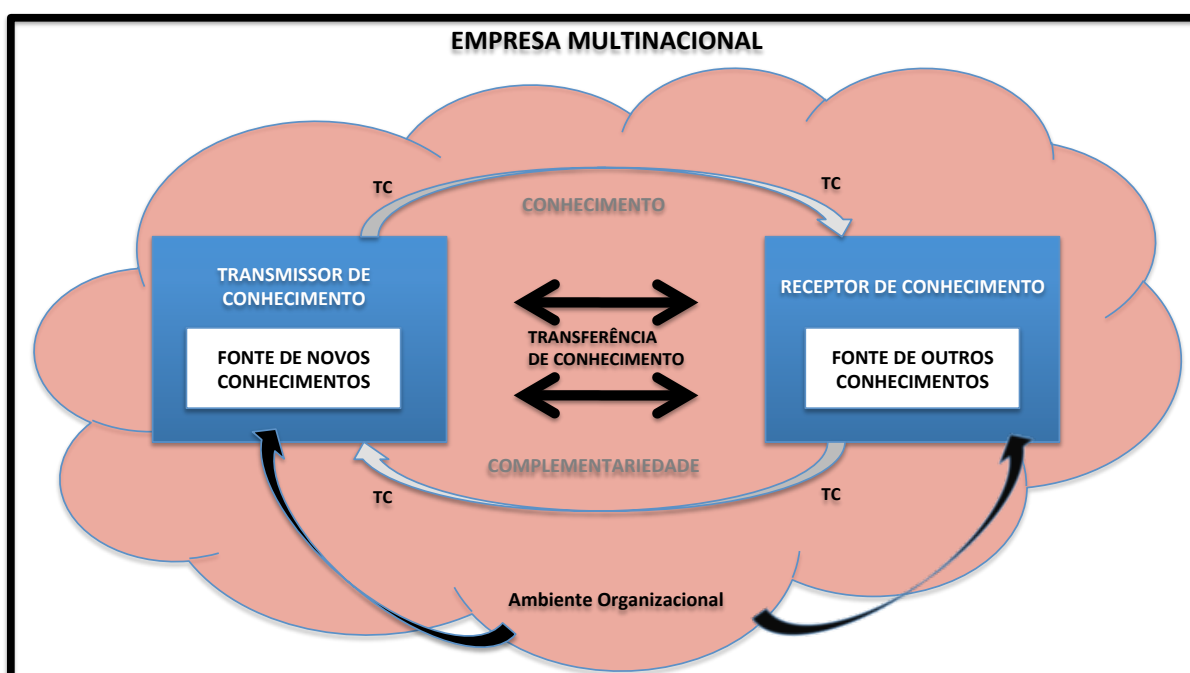 EMPRESA MULTINACIONAL
TC
TC
CONHECIMENTO
TRANSMISSOR DE
CONHECIMENTO
FONTE DE NOVOS
CONHECIMENTOS
TRANSFERÊNCIA
DE CONHECIMENTO
RECEPTOR DE CONHECIMENTO
FONTE DE OUTROS
CONHECIMENTOS
COMPLEMENTARIEDADE
TC
TC
Ambiente Organizacional